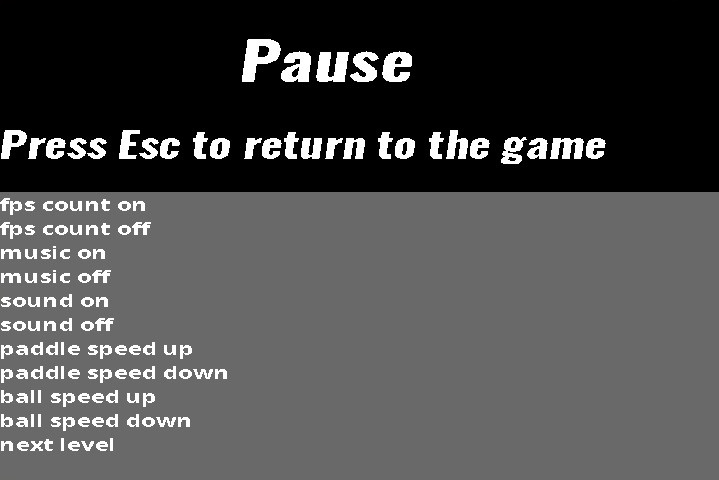 Pause
Press Esc to return to the game
fps count on
fps count off
music on
music off
sound on
sound off
paddle speed up
paddle speed down
ball speed up
ball speed down
next level